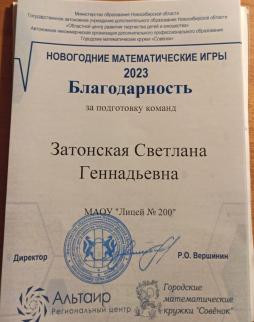 Министерство образования Новосибирской области
Государственное автономное учреждение дополнительного образования Новосибирской области
«Областной центр развития творчества детей и юношества»
Автономная некоммерческая организация дополнительного профессионального образования
Городские математические кружки «Совёнок»
НОВОГОДНИЕ МАТЕМАТИЧЕСКИЕ ИГРЫ
2023
Благодарность
за подготовку команд
Затонская Светлана
Геннадьевна
МАОУ "Лицей № 200"
Директор
Р.О. Вершинин
Альтаир
Региональный центр
Городские
математические
кружки "Совёнок"